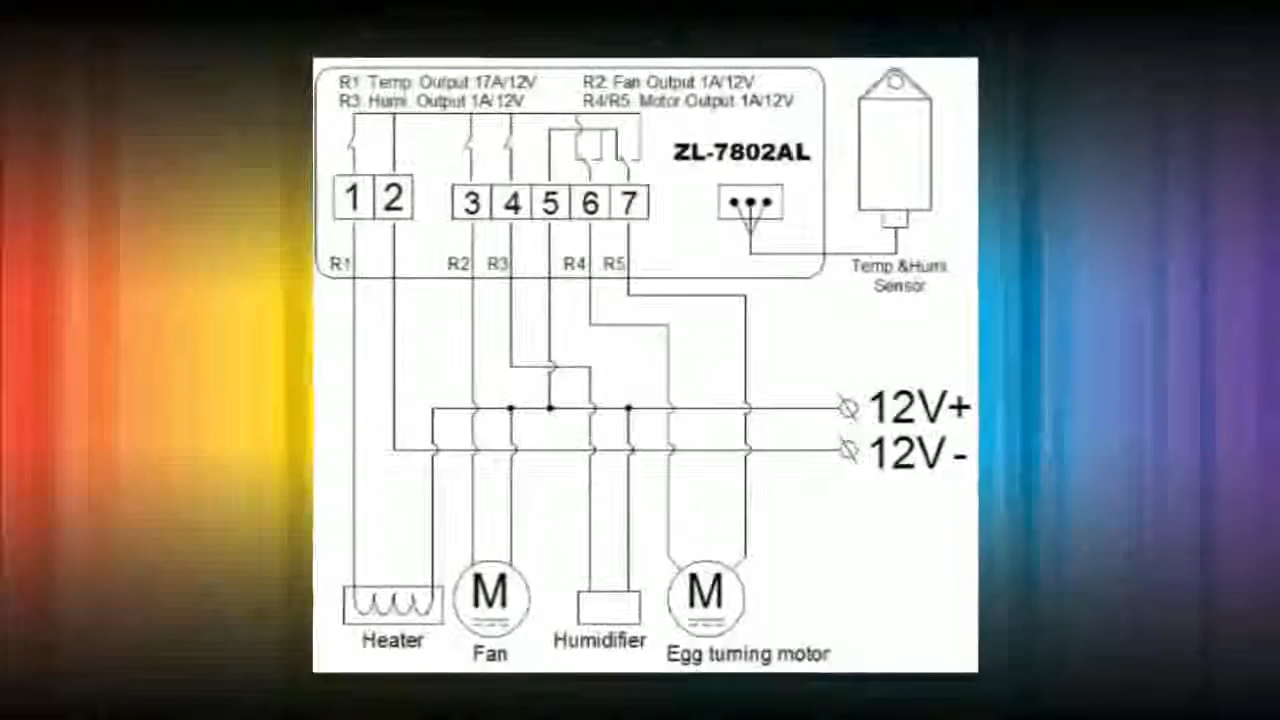 R1 Temp. Output 17A/12V R2 Fan Output 1A/12V
R3 Humi. Output 1A/12V R4/R5 Motor Output 1A/12V
ZL-7802AL
1 2 3 4 5 6 7
R1 R2 R3 R4 R5
Temp.&Humi.
Sensor
12V+
12V-
M M
Heater Fan Humidifier Egg turning motor